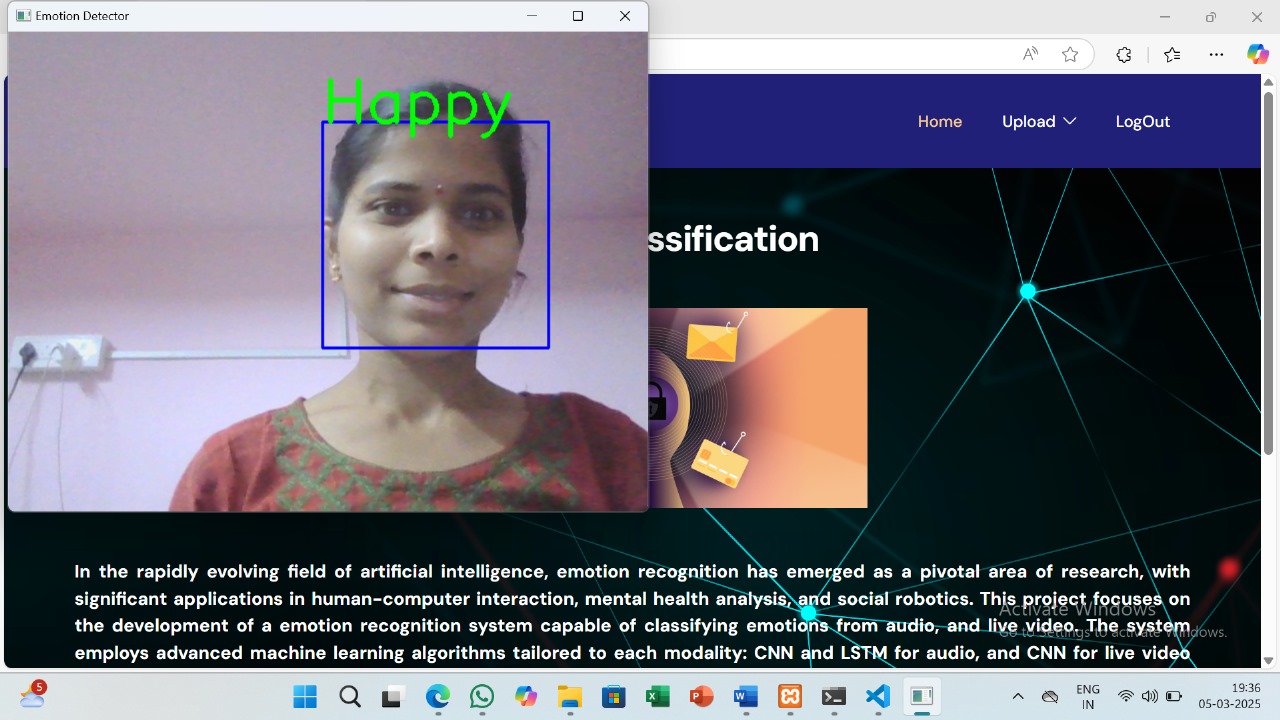 Emotion Detector
Happy
Home
Upload
LogOut
ssification
In the rapidly evolving field of artificial intelligence, emotion recognition has emerged as a pivotal area of research, with
significant applications in human-computer interaction, mental health analysis, and social robotics. This project focuses on
the development of a emotion recognition system capable of classifying emotions from audio, and live video. The system
employs advanced machine learning algorithms tailored to each modality: CNN and LSTM for audio, and CNN for live video
Activate Windows
Go to Settings to activate Windows.
5
ENG
IN
19:36
05-03-2025